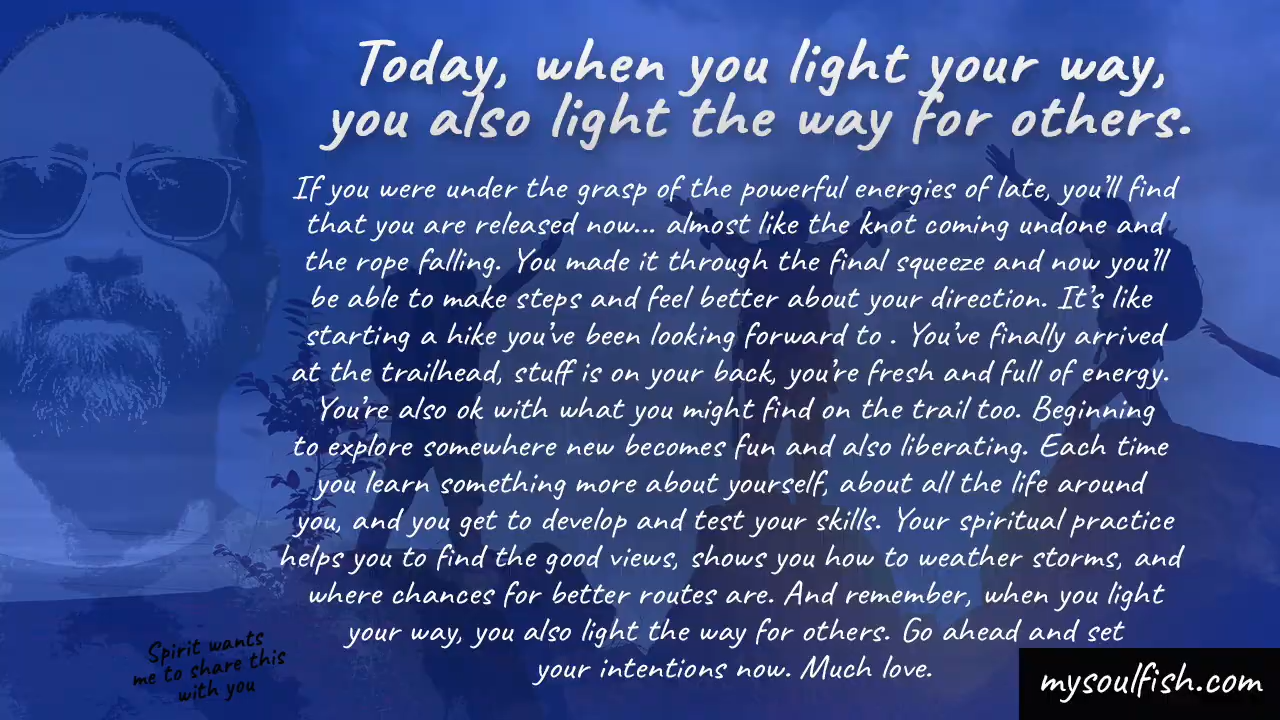 Today, when you light your way,
you also light the way for others.
If you were under the grasp of the powerful energies of late, you'll find
that you are released now... almost like the knot coming undone and
the rope falling. You made it through the final squeeze and now you'll
be able to make steps and feel better about your direction. It's like
starting a hike you've been looking forward to . You've finally arrived
at the trailhead, stuff is on your back, you're fresh and full of energy.
You're also ok with what you might find on the trail too. Beginning
to explore somewhere new becomes fun and also liberating. Each time
you learn something more about yourself, about all the life around
you, and you get to develop and test your skills. Your spiritual practice
helps you to find the good views, shows you how to weather storms, and
where chances for better routes are. And remember, when you light
your way, you also light the way for others. Go ahead and set
your intentions now. Much love.
Spirit wants
me to share this
with you
mysoulfish.com